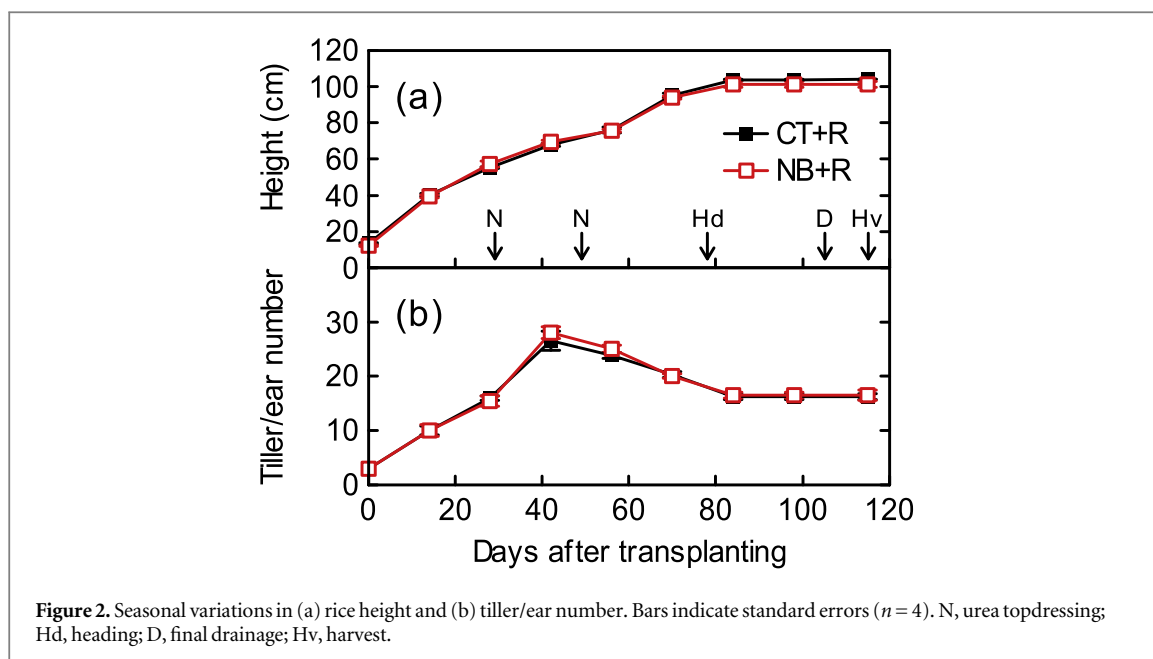 120
100
80
60
40
20
0
Height (cm)
(a)
CT+R
NB+R
N N Hd D Hv
30
20
10
0
Tiller/ear number
(b)
0 20 40 60 80 100 120
Days after transplanting
Figure 2. Seasonal variations in (a) rice height and (b) tiller/ear number. Bars indicate standard errors (n = 4). N, urea topdressing;
Hd, heading; D, final drainage; Hv, harvest.